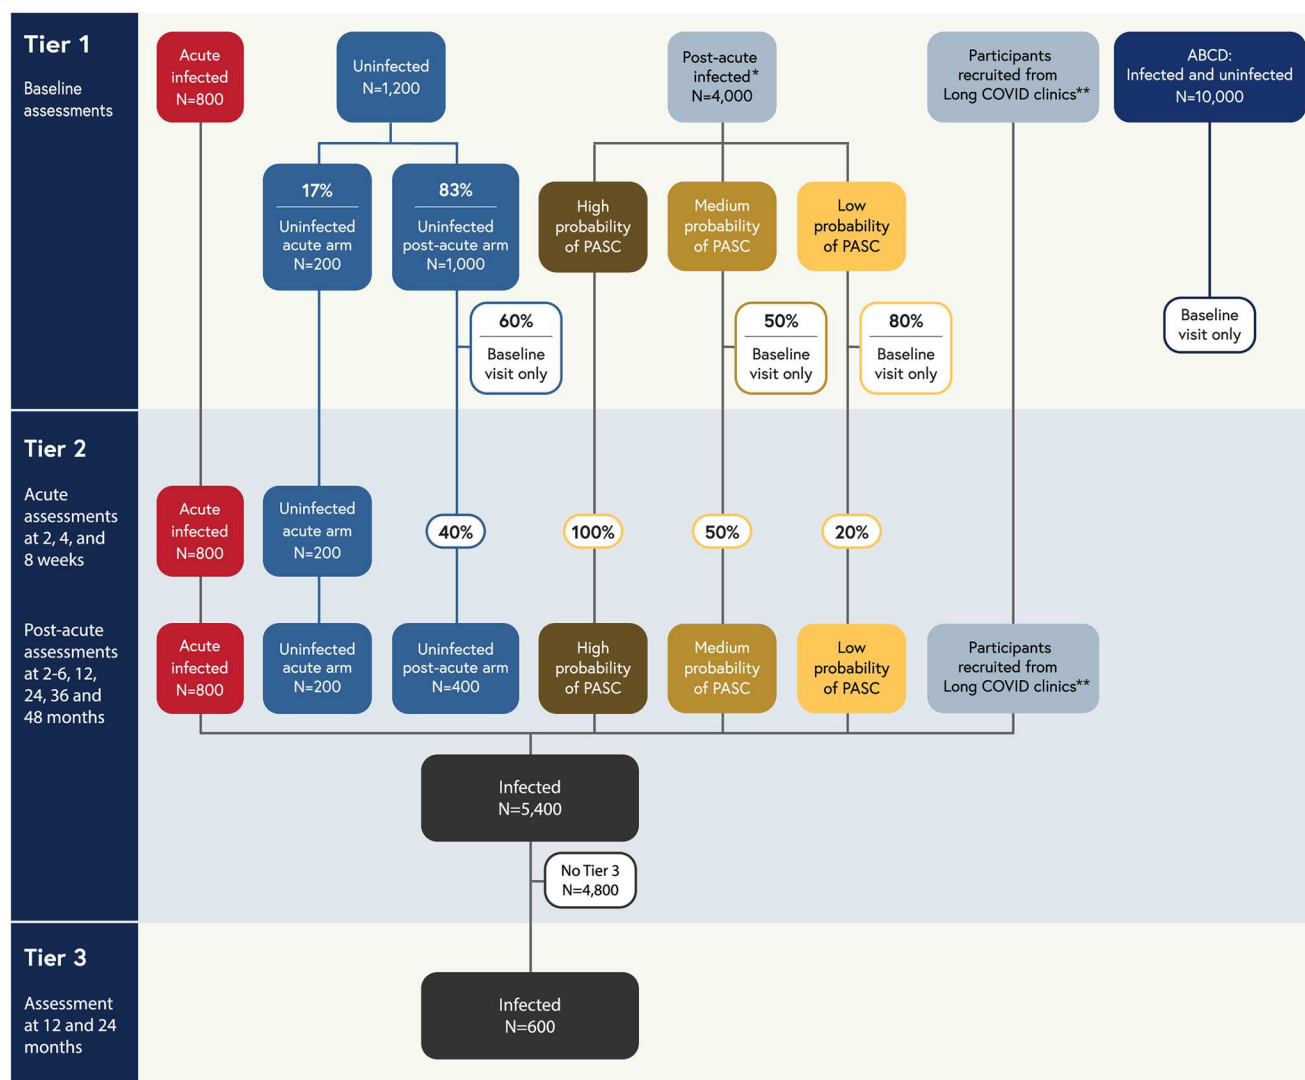 Tier 1
Baseline
assessments
Acute
infected
N=800
Uninfected
N=1,200
Post-acute
infected*
N=4,000
Participants
recruited from
Long COVID clinics**
ABCD:
Infected and uninfected
N=10,000
17%
Uninfected
acute arm
N=200
83%
Uninfected
post-acute arm
N=1,000
High
probability
of PASC
Medium
probability
of PASC
Low
probability
of PASC
60%
Baseline
visit only
50%
Baseline
visit only
80%
Baseline
visit only
Baseline
visit only
Tier 2
Acute
assessments
at 2, 4, and
8 weeks
Acute
infected
N=800
Uninfected
acute arm
N=200
40%
100%
50%
20%
Post-acute
assessments
at 2-6, 12,
24, 36 and
48 months
Acute
infected
N=800
Uninfected
acute arm
N=200
Uninfected
post-acute arm
N=400
High
probability
of PASC
Medium
probability
of PASC
Low
probability
of PASC
Participants
recruited from
Long COVID clinics**
Infected
N=5,400
No Tier 3
N=4,800
Tier 3
Assessment
at 12 and 24
months
Infected
N=600